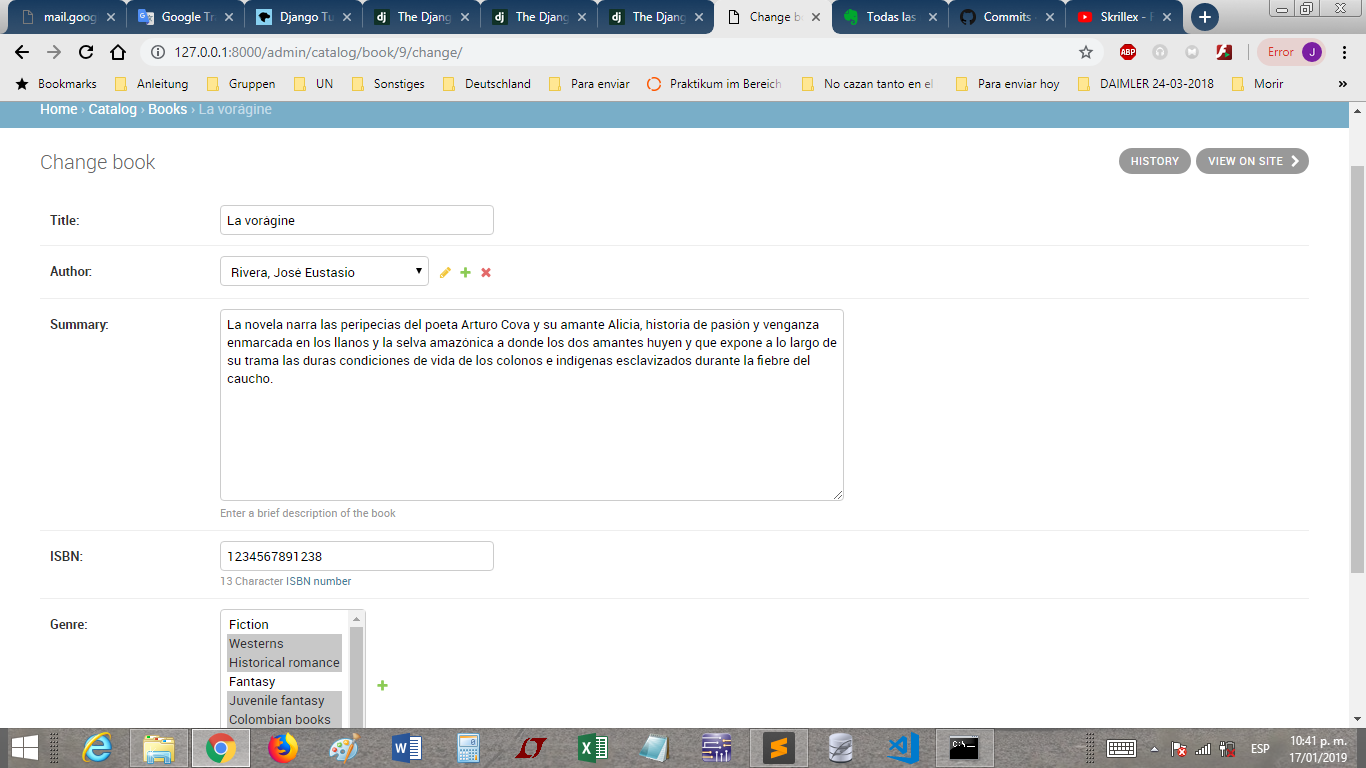 mail.goog
Google Tr
Django Tu
The Djang
The Djang
The Djang
Change b
Todas las
Commits
Skrillex - F
127.0.0.1:8000/admin/catalog/book/9/change/
ABP
Error
J
Bookmarks
Anleitung
Gruppen
UN
Sonstiges
Deutschland
Para enviar
Praktikum im Bereich
No cazan tanto en el
Para enviar hoy
DAIMLER 24-03-2018
Morir
»
Home › Catalog › Books › La vorágine
Change book
HISTORY
VIEW ON SITE
Title:
La vorágine
Author:
Rivera, José Eustasio
Summary:
La novela narra las peripecias del poeta Arturo Cova y su amante Alicia, historia de pasión y venganza
enmarcada en los llanos y la selva amazónica a donde los dos amantes huyen y que expone a lo largo de
su trama las duras condiciones de vida de los colonos e indígenas esclavizados durante la fiebre del
caucho.
Enter a brief description of the book
ISBN:
1234567891238
13 Character ISBN number
Genre:
Fiction
Westerns
Historical romance
Fantasy
Juvenile fantasy
Colombian books
ESP
10:41 p. m.
17/01/2019